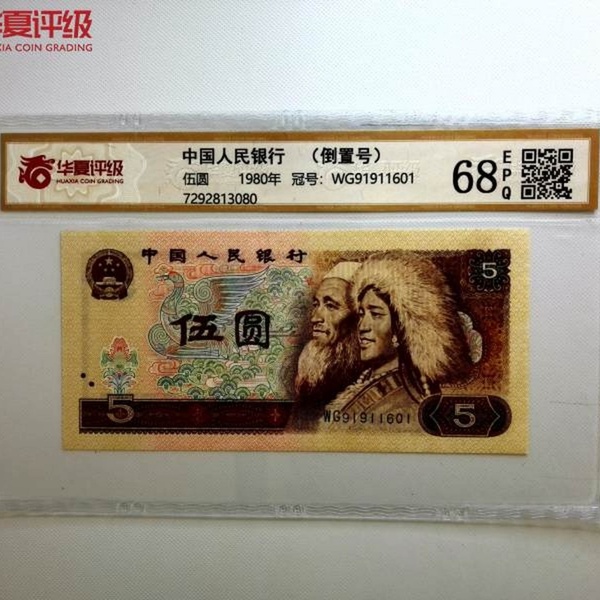 华夏评级
HUAXIA COIN GRADING
华夏评级
HUAXIA COIN GRADING
中国人民银行 （倒置号）
伍圆 1980年 冠号：WG91911601
7292813080
68
EPQ
中国人民银行
5
伍圆
5
WG91911601
5